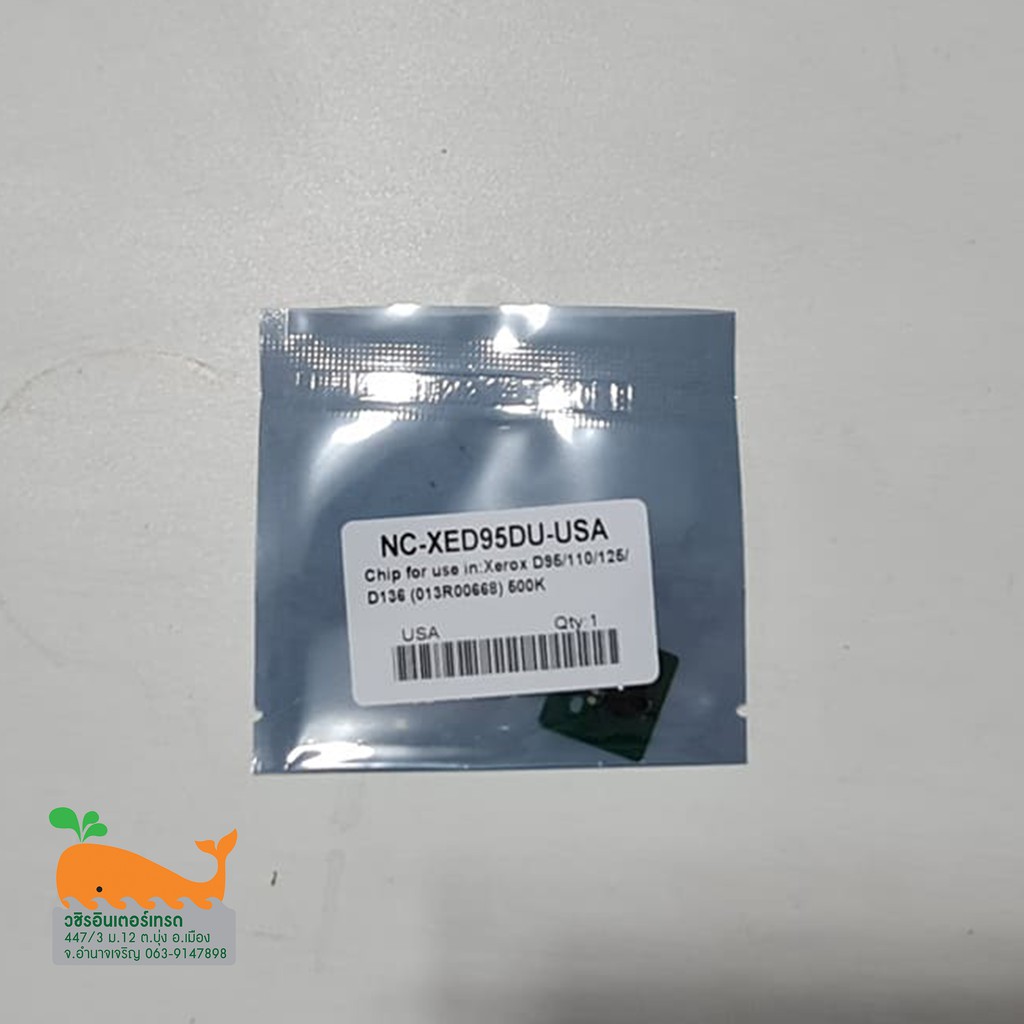 NC-XED95DU-USA
Chip for use in:Xerox D95/110/125/
D136 (013R00668) 500K
USA Qty:1
วชิรอินเตอร์เทรด
447/3 ม.12 ต.บุ่ง อ.เมือง
จ.อำนาจเจริญ 063-9147898